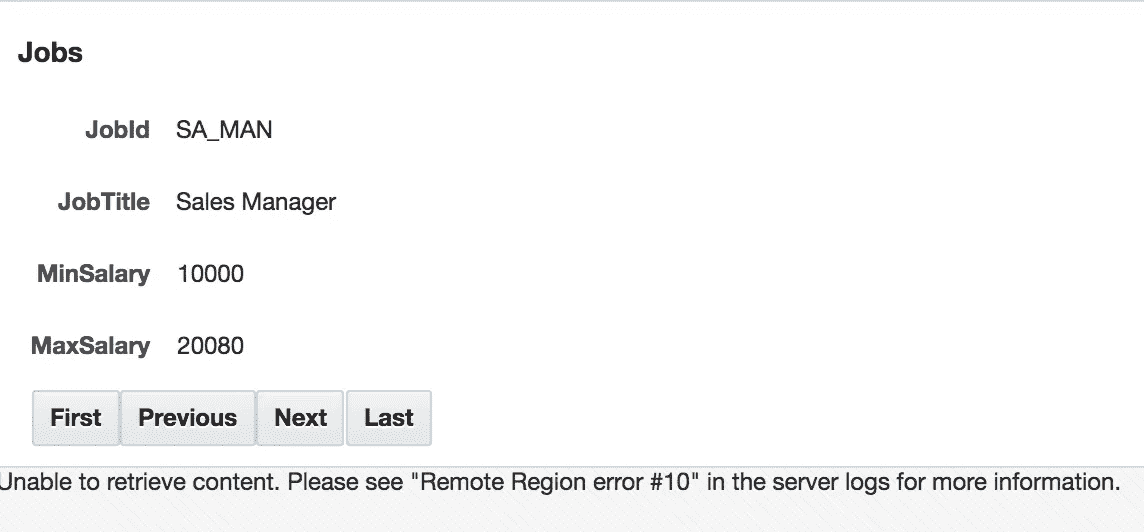 Jobs
JobId SA_MAN
JobTitle Sales Manager
MinSalary 10000
MaxSalary 20080
First Previous Next Last
Unable to retrieve content. Please see "Remote Region error #10" in the server logs for more information.